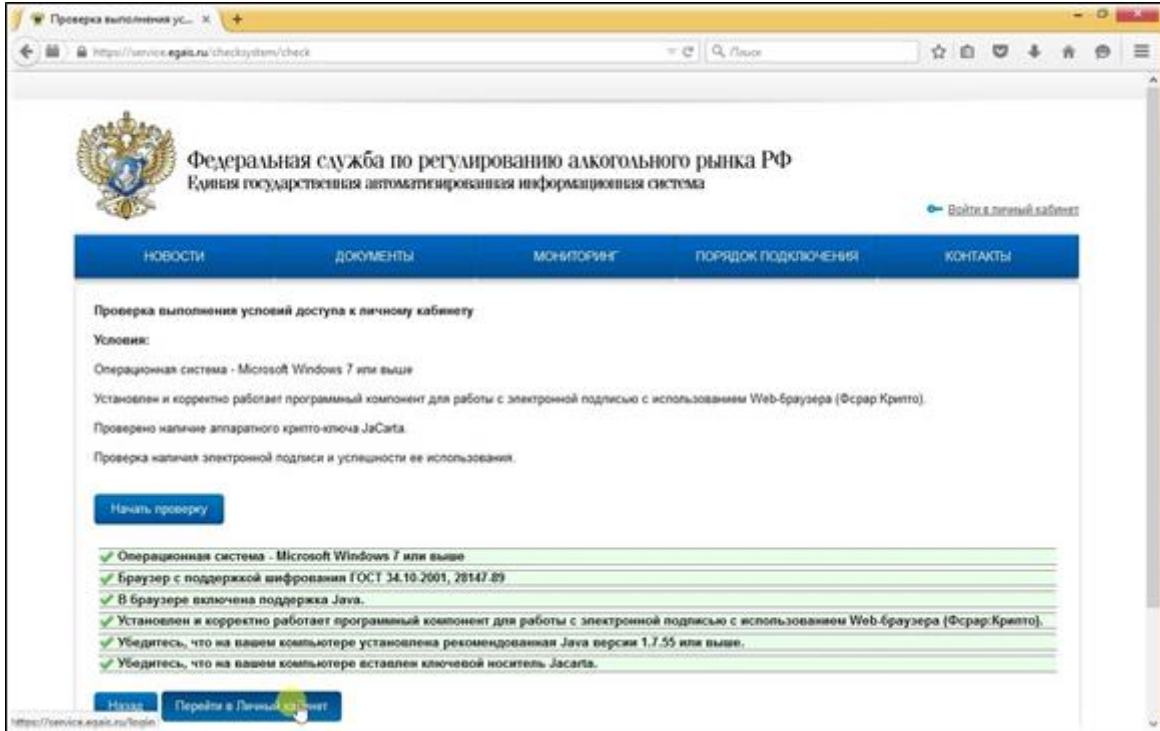 Проверка выполнения ус...
https://service.egais.ru/checksystem/check
Поиск
Федеральная служба по регулированию алкогольного рынка РФ
Единая государственная автоматизированная информационная система
Войти в личный кабинет
НОВОСТИ ДОКУМЕНТЫ МОНИТОРИНГ ПОРЯДОК ПОДКЛЮЧЕНИЯ КОНТАКТЫ
Проверка выполнения условий доступа к личному кабинету
Условия:
Операционная система - Microsoft Windows 7 или выше
Установлен и корректно работает программный компонент для работы с электронной подписью с использованием Web-браузера (Фсрар:Крипто).
Проверено наличие аппаратного крипто-ключа JaCarta.
Проверка наличия электронной подписи и успешности ее использования.
Начать проверку
Операционная система - Microsoft Windows 7 или выше
Браузер с поддержкой шифрования ГОСТ 34.10-2001, 28147-89
В браузере включена поддержка Java.
Установлен и корректно работает программный компонент для работы с электронной подписью с использованием Web-браузера (Фсрар:Крипто).
Убедитесь, что на вашем компьютере установлена рекомендованная Java версии 1.7.55 или выше.
Убедитесь, что на вашем компьютере вставлен ключевой носитель Jacarta.
Назад Перейти в Личный кабинет
https://service.egais.ru/login